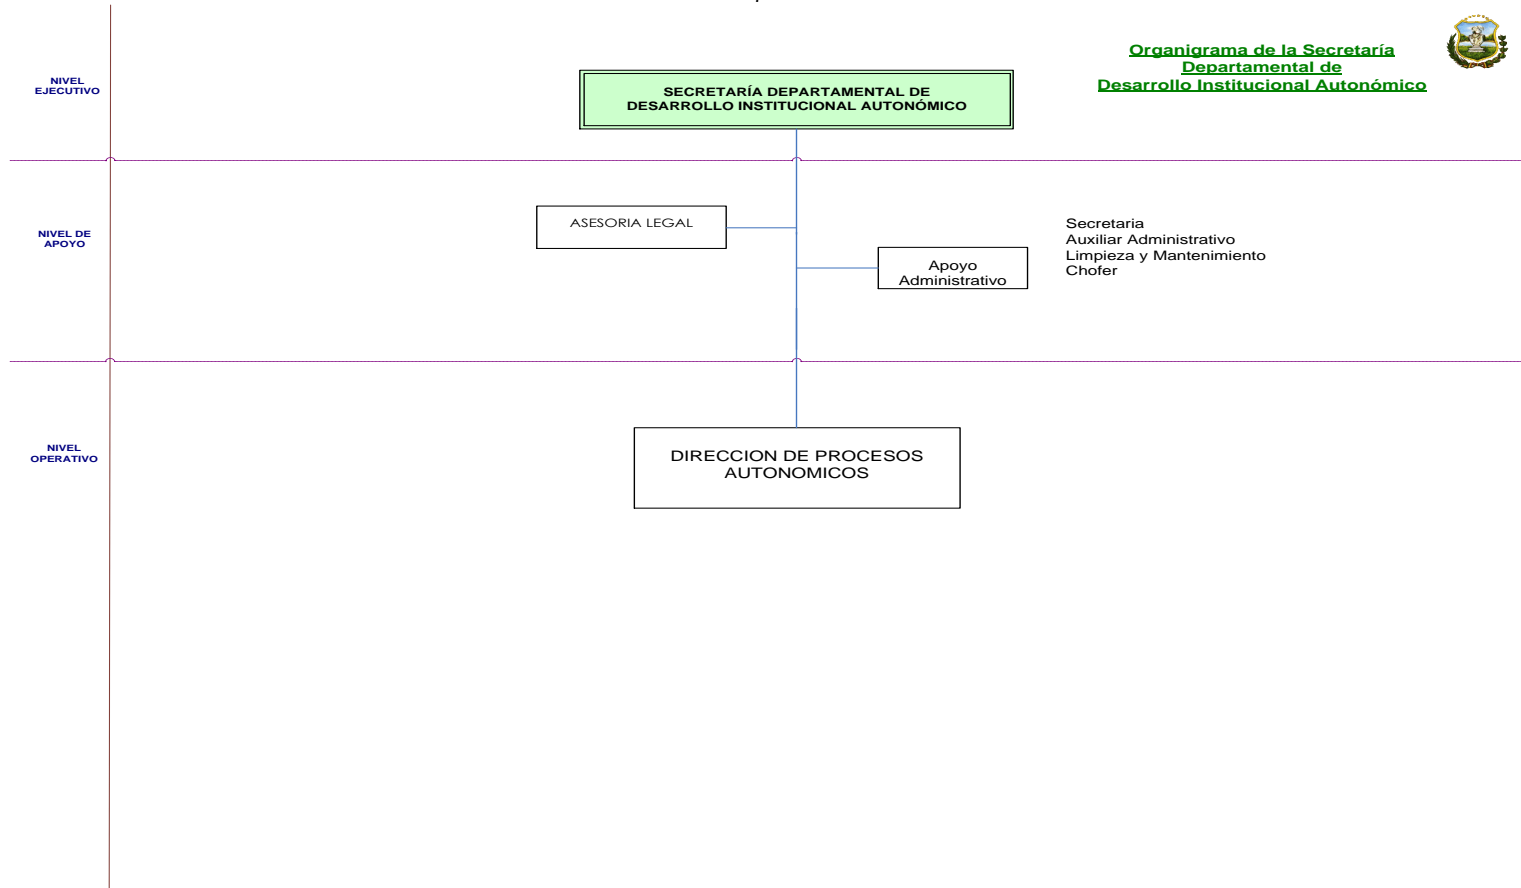 Organigrama de la Secretaría
Departamental de
Desarrollo Institucional Autonómico
NIVEL
EJECUTIVO
SECRETARÍA DEPARTAMENTAL DE
DESARROLLO INSTITUCIONAL AUTONÓMICO
NIVEL DE
APOYO
ASESORIA LEGAL
Apoyo
Administrativo
Secretaria
Auxiliar Administrativo
Limpieza y Mantenimiento
Chofer
NIVEL
OPERATIVO
DIRECCION DE PROCESOS
AUTONOMICOS